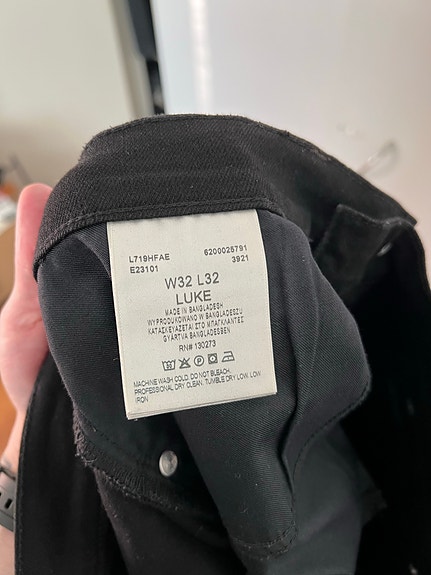 L719HFAE 6200025791
E23101 3921
W32 L32
LUKE
MADE IN BANGLADESH
WYPRODUKOWANO W BANGLADESZU
ΚΑΤΑΣΚΕΥΑΖΕΤΑΙ ΣΤΟ ΜΠΑΓΚΛΑΝΤΕΣ
GYÁRTVA BANGLADESBEN
RN# 130273
MACHINE WASH COLD. DO NOT BLEACH.
PROFESSIONAL DRY CLEAN. TUMBLE DRY LOW. LOW
IRON